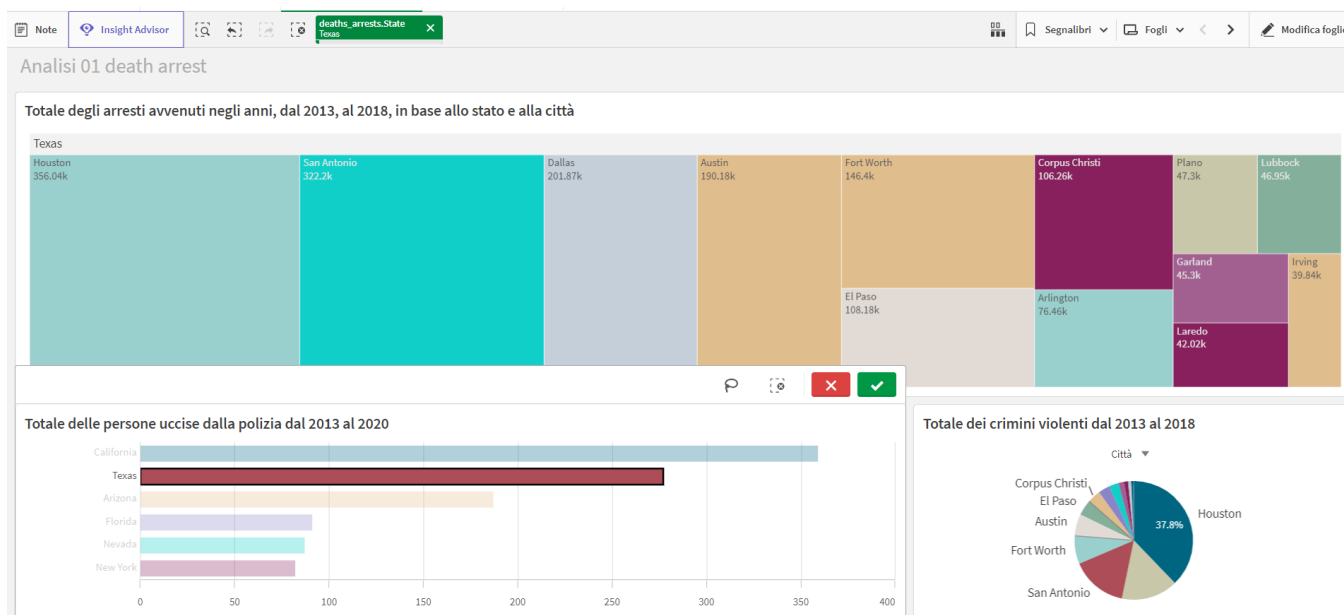 Note
Insight Advisor
deaths_arrests.State
Texas
Segnalibri
Fogli
Modifica foglio
Analisi 01 death arrest
Totale degli arresti avvenuti negli anni, dal 2013, al 2018, in base allo stato e alla città
Texas
Houston
356.04k
San Antonio
322.2k
Dallas
201.87k
Austin
190.18k
Fort Worth
146.4k
El Paso
108.18k
Corpus Christi
106.26k
Arlington
76.46k
Plano
47.3k
Lubbock
46.95k
Garland
45.3k
Laredo
42.02k
Irving
39.84k
Totale delle persone uccise dalla polizia dal 2013 al 2020
California
Texas
Arizona
Florida
Nevada
New York
0 50 100 150 200 250 300 350 400
Totale dei crimini violenti dal 2013 al 2018
Città
Corpus Christi
El Paso
Austin
Fort Worth
San Antonio
Houston
37.8%